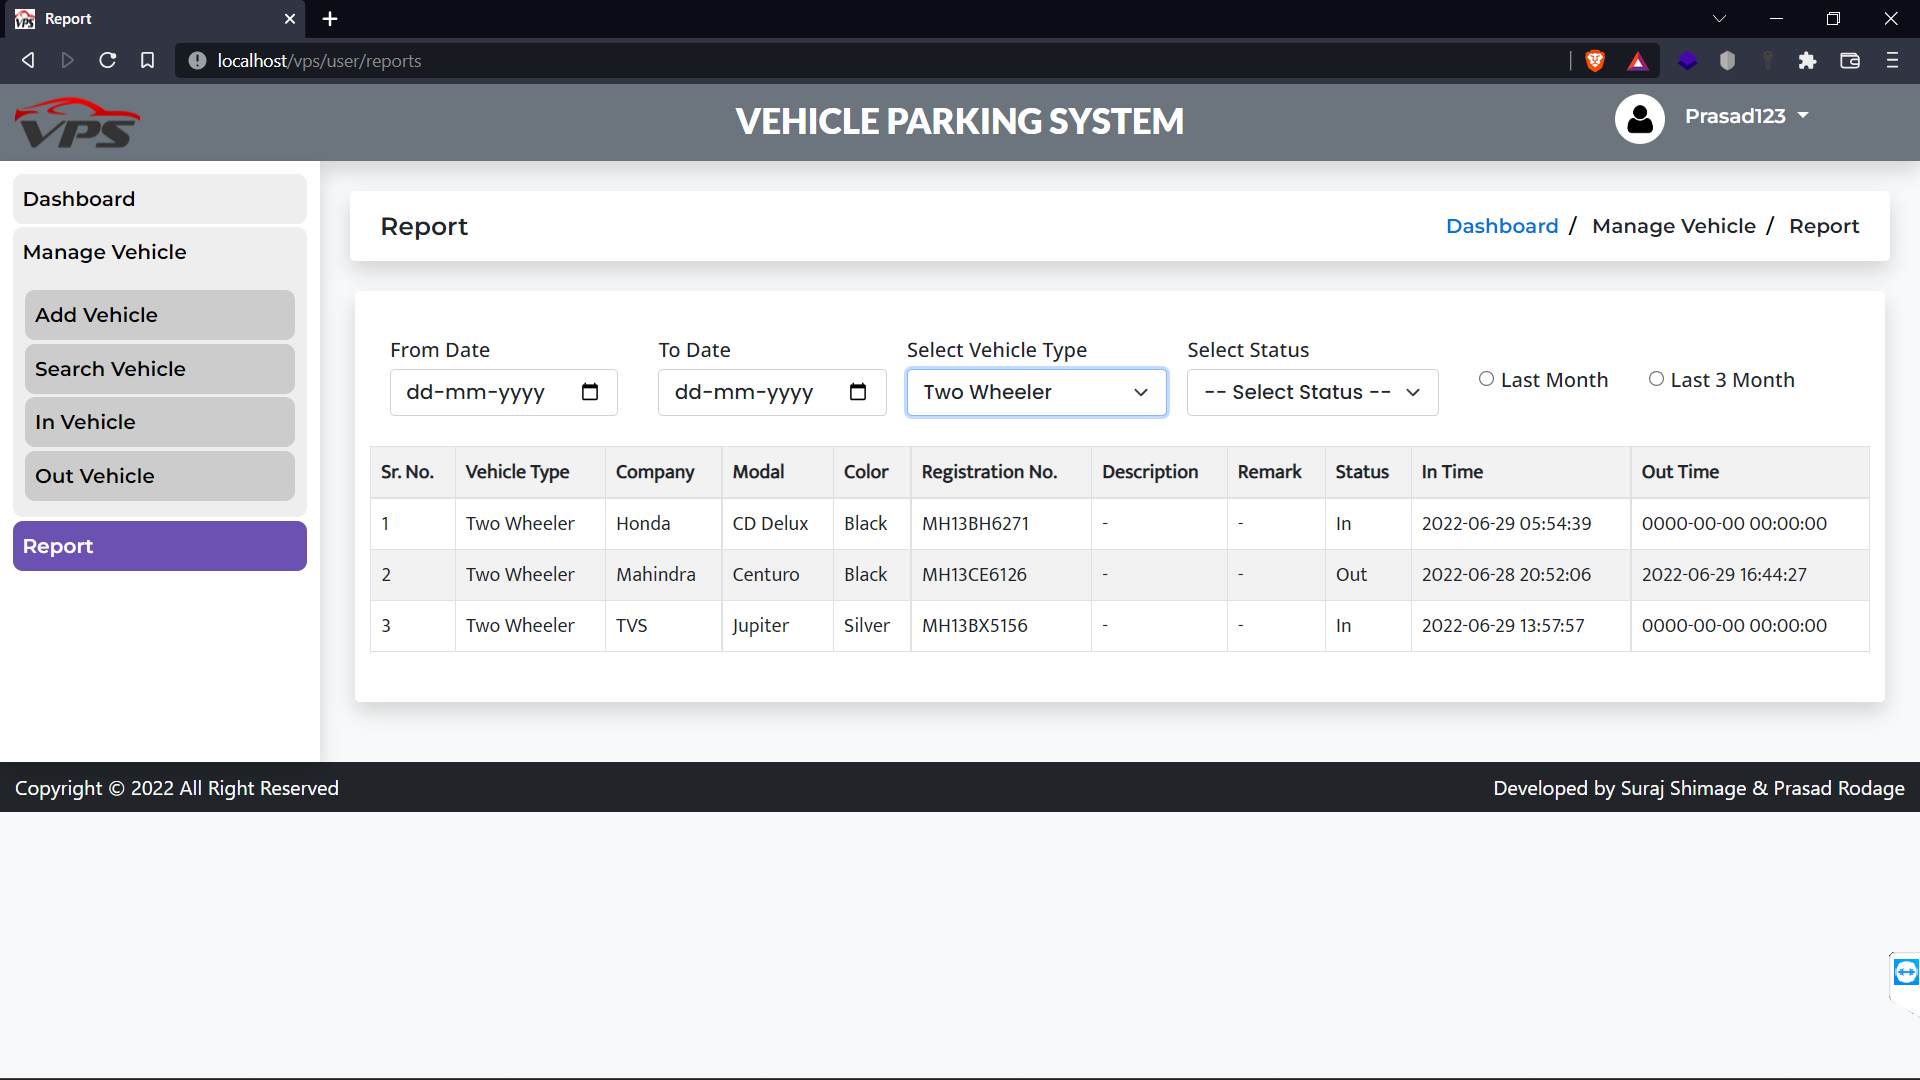 VPS Report
localhost/vps/user/reports
VPS
VEHICLE PARKING SYSTEM
Prasad123
Dashboard
Manage Vehicle
Add Vehicle
Search Vehicle
In Vehicle
Out Vehicle
Report
Report
Dashboard / Manage Vehicle / Report
From Date To Date Select Vehicle Type Select Status
dd-mm-yyyy dd-mm-yyyy Two Wheeler -- Select Status -- Last Month Last 3 Month
Sr. No. Vehicle Type Company Modal Color Registration No. Description Remark Status In Time Out Time
1 Two Wheeler Honda CD Delux Black MH13BH6271 - - In 2022-06-29 05:54:39 0000-00-00 00:00:00
2 Two Wheeler Mahindra Centuro Black MH13CE6126 - - Out 2022-06-28 20:52:06 2022-06-29 16:44:27
3 Two Wheeler TVS Jupiter Silver MH13BX5156 - - In 2022-06-29 13:57:57 0000-00-00 00:00:00
Copyright © 2022 All Right Reserved
Developed by Suraj Shimage & Prasad Rodage